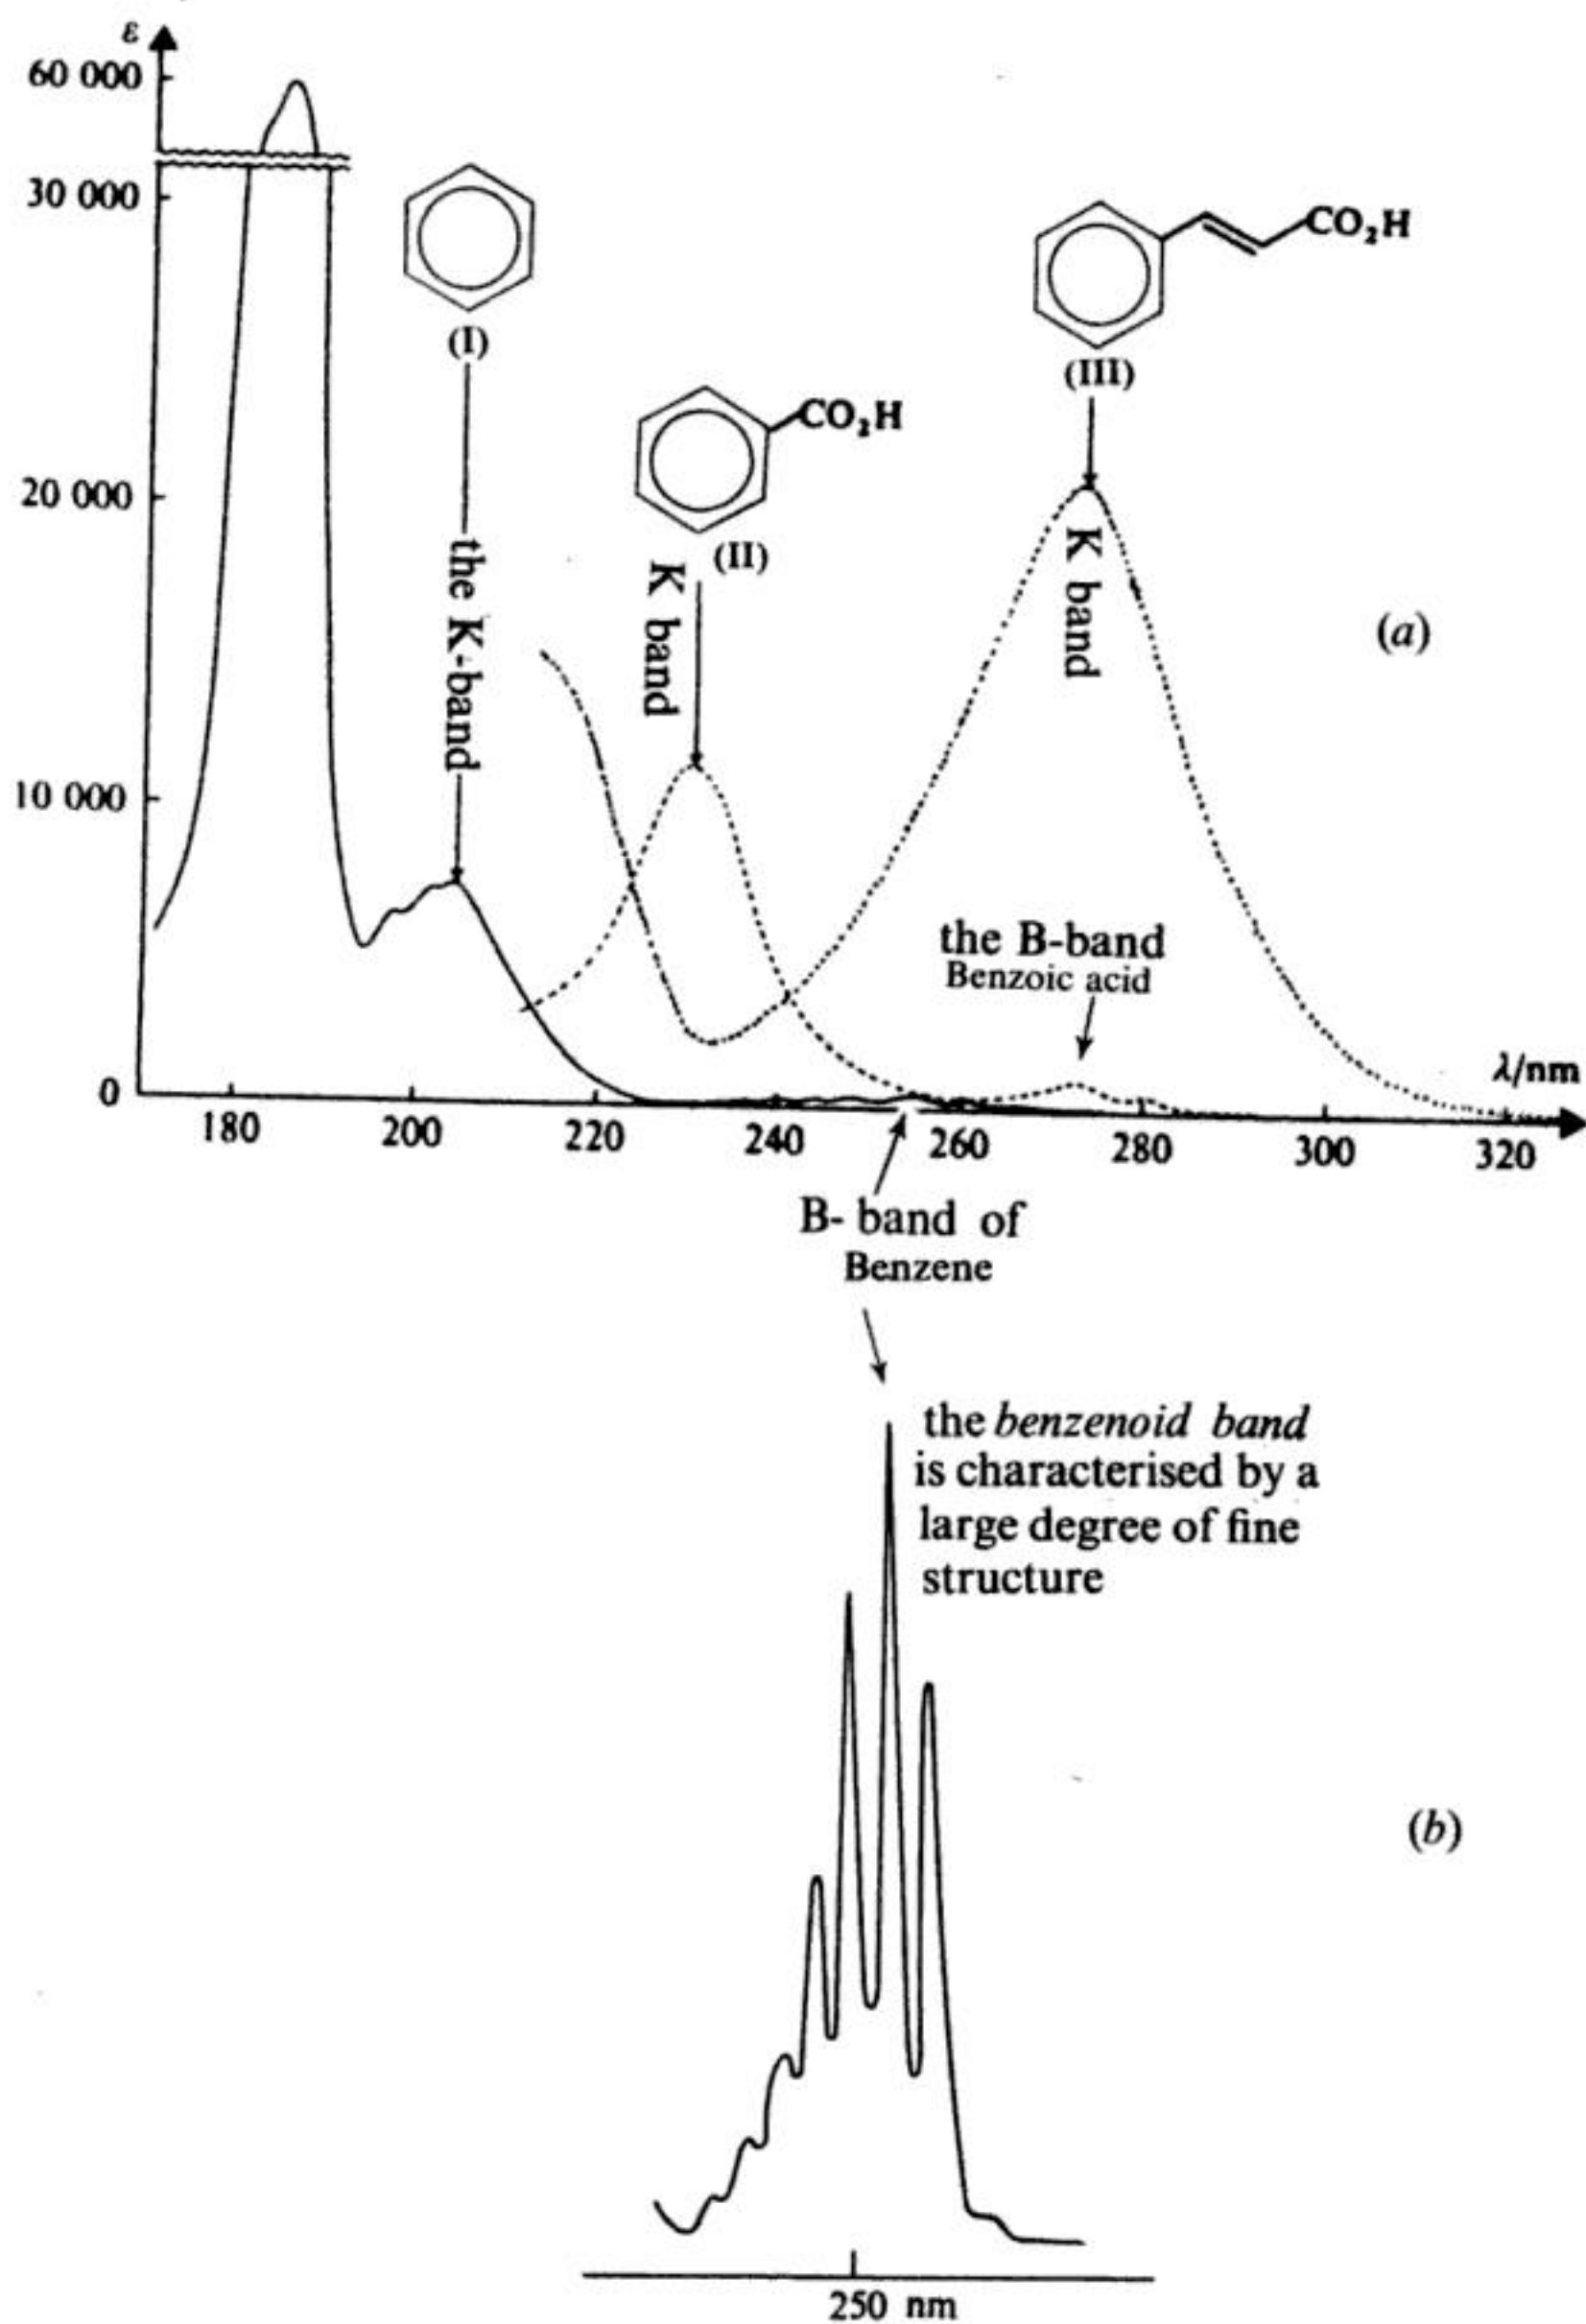 ε
60 000
30 000
20 000
10 000
0
(I)
the K-band
CO₂H
(II)
K band
CO₂H
(III)
K band
(a)
the B-band
Benzoic acid
λ/nm
180 200 220 240 260 280 300 320
B- band of
Benzene
the benzenoid band
is characterised by a
large degree of fine
structure
(b)
250 nm